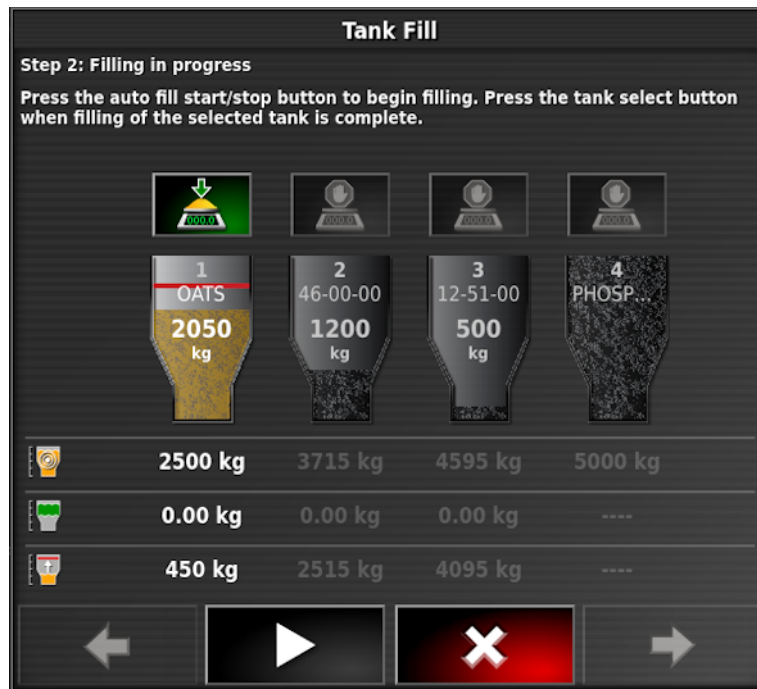 Tank Fill
Step 2: Filling in progress
Press the auto fill start/stop button to begin filling. Press the tank select button
when filling of the selected tank is complete.
000.0 000.0 000.0 000.0
1 2 3 4
OATS 46-00-00 12-51-00 PHOSP...
2050 1200 500
kg kg kg
2500 kg 3715 kg 4595 kg 5000 kg
0.00 kg 0.00 kg 0.00 kg ----
450 kg 2515 kg 4095 kg ----